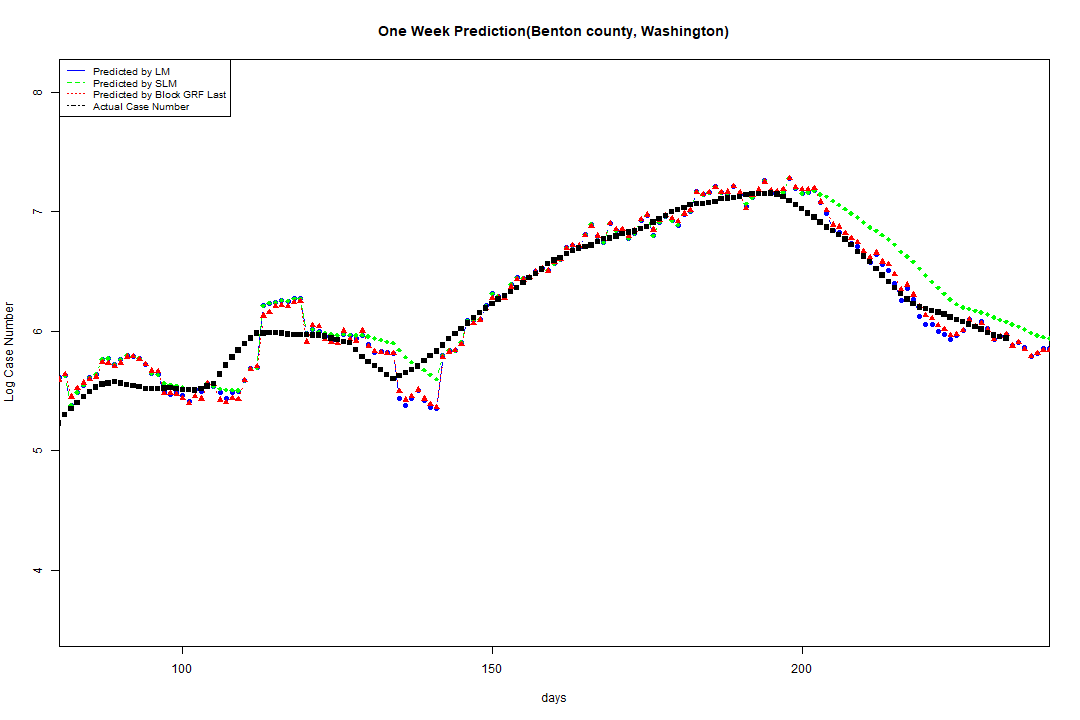 One Week Prediction(Benton county, Washington)
Predicted by LM
Predicted by SLM
Predicted by Block GRF Last
Actual Case Number
8
7
6
5
4
Log Case Number
100
150
200
days